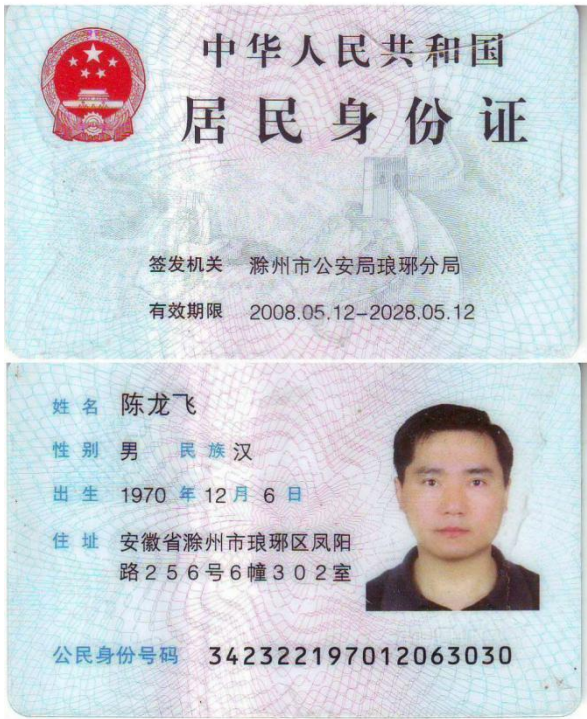 中华人民共和国
居民身份证
签发机关 滁州市公安局琅琊分局
有效期限 2008.05.12-2028.05.12
姓名 陈龙飞
性别 男 民族 汉
出生 1970 年 12 月 6 日
住址 安徽省滁州市琅琊区凤阳
路256号6幢302室
公民身份号码 342322197012063030